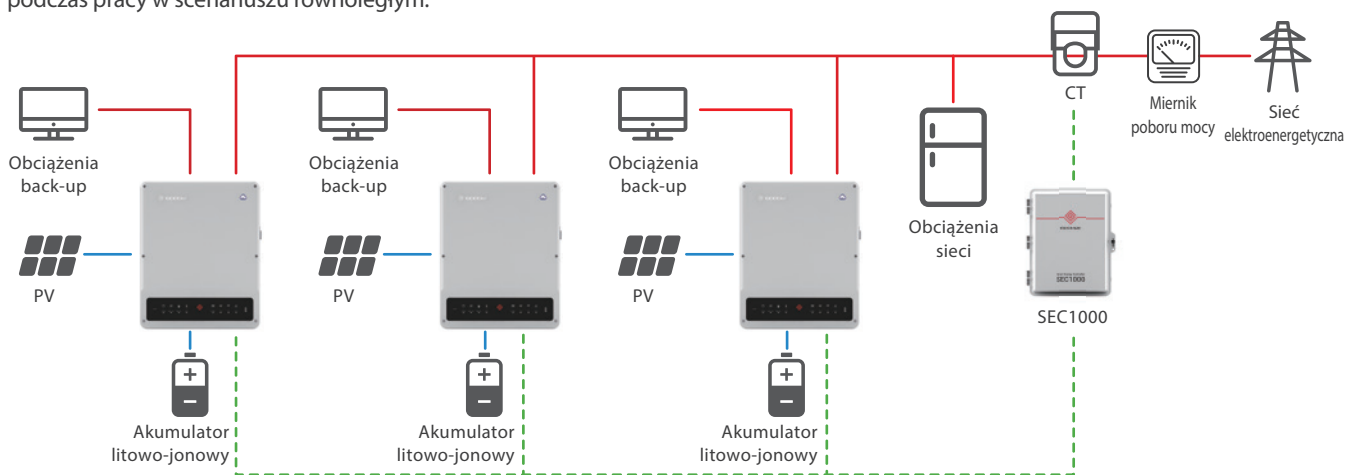 podczas pracy w scenariuszu równoległym.
Obciążenia
back-up
PV
Akumulator
litowo-jonowy
Obciążenia
back-up
PV
Akumulator
litowo-jonowy
Obciążenia
back-up
PV
Akumulator
litowo-jonowy
Obciążenia
sieci
CT
Miernik
poboru mocy
Sieć
elektroenergetyczna
SEC1000
SEC1000